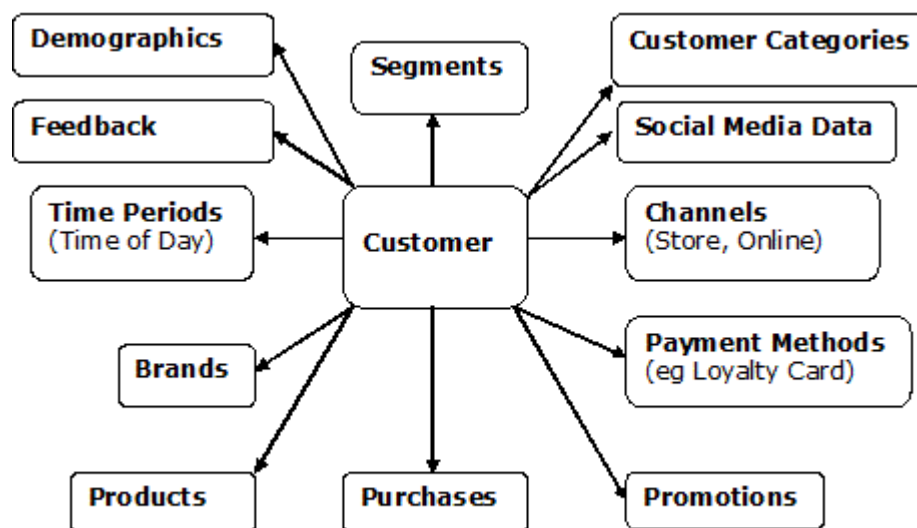 Demographics
Segments
Customer Categories
Feedback
Social Media Data
Time Periods
(Time of Day)
Customer
Channels
(Store, Online)
Brands
Payment Methods
(eg Loyalty Card)
Products
Purchases
Promotions